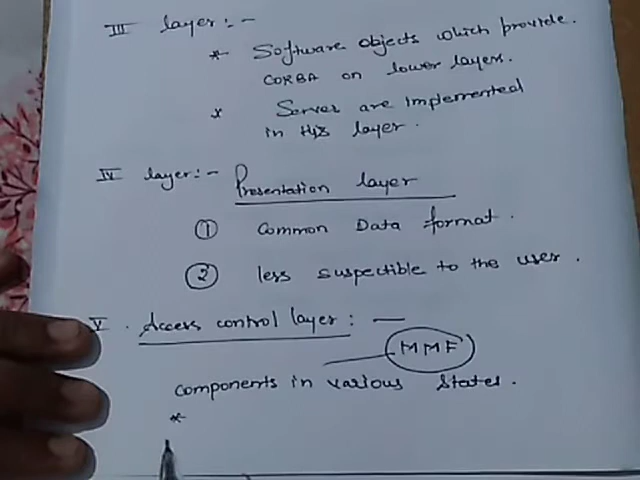 III layer :-
* Software objects which provide.
CORBA on lower layers.
x Server are implemented
in this layer.
IV layer :- Presentation layer
① Common Data format.
② less suspectible to the user.
V. Access control layer : —
MMF
components in various states.
*